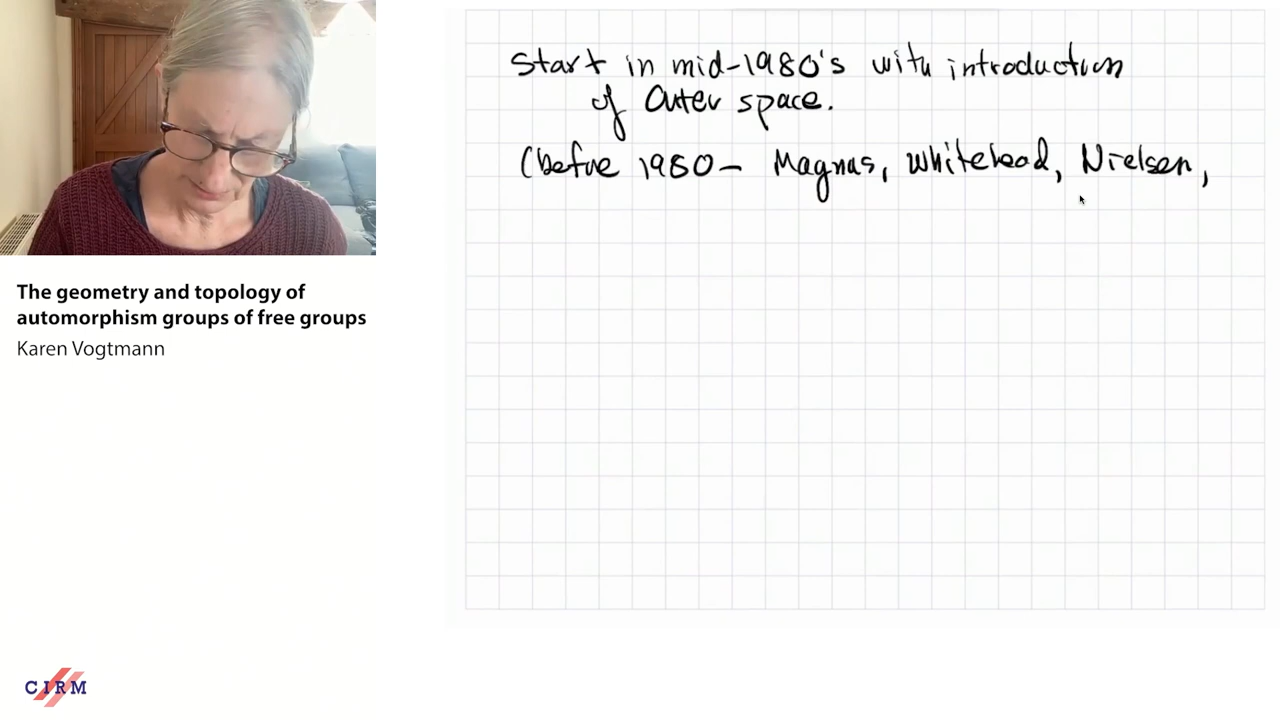 Start in mid-1980's with introduction
of Outer space.
(before 1980- Magnus, Whitehead, Nielsen,
The geometry and topology of
automorphism groups of free groups
Karen Vogtmann
CIRM